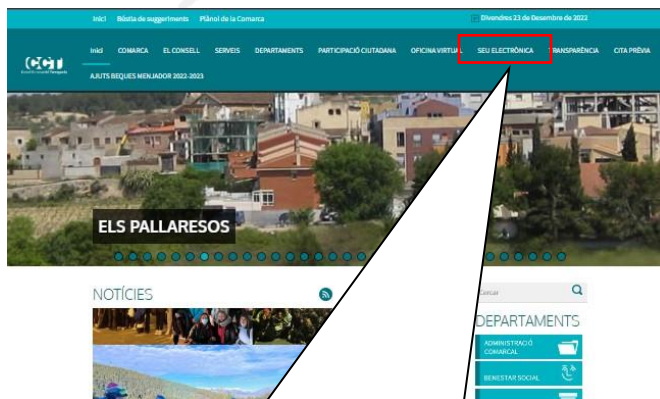 Inici Bústia de suggeriments Plànol de la Comarca
Divendres 23 de Desembre de 2022
CCT
Inici COMARCA EL CONSELL SERVEIS DEPARTAMENTS PARTICIPACIÓ CIUTADANA OFICINA VIRTUAL SEU ELECTRÒNICA TRANSPARÈNCIA CITA PRÈVIA
AJUTS BEQUES MENJADOR 2022-2023
ELS PALLARESOS
NOTÍCIES
DEPARTAMENTS
ADMINISTRACIÓ
COMARCAL
BENESTAR SOCIAL